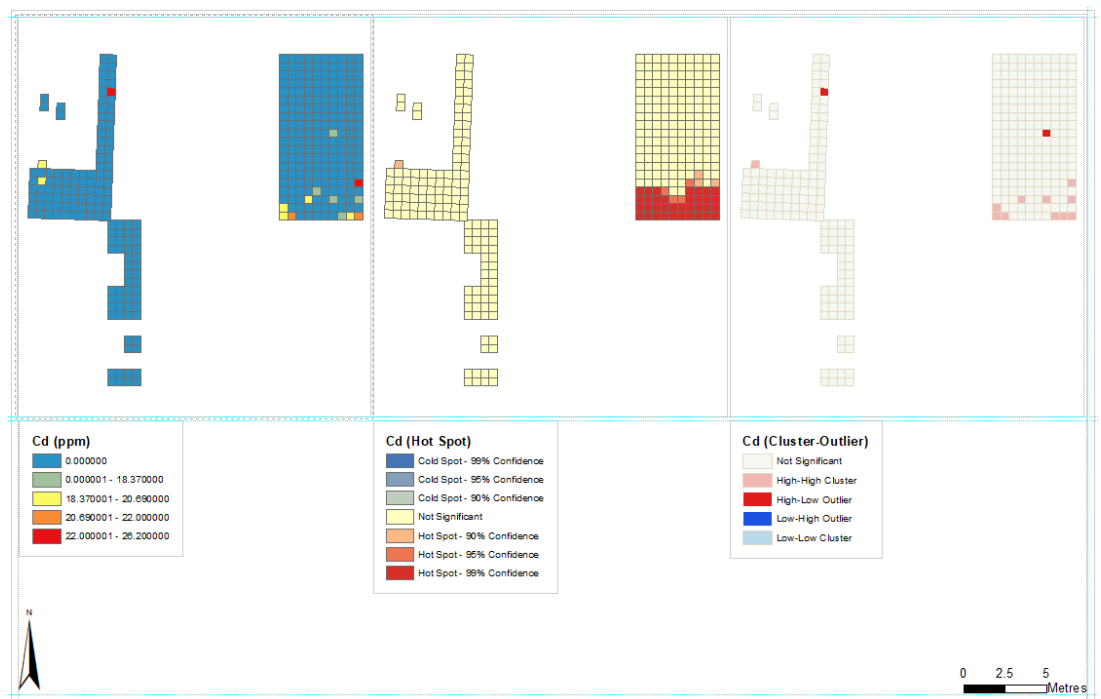 Cd (ppm)
0.000000
0.000001 - 18.370000
18.370001 - 20.690000
20.690001 - 22.000000
22.000001 - 26.200000
Cd (Hot Spot)
Cold Spot - 99% Confidence
Cold Spot - 95% Confidence
Cold Spot - 90% Confidence
Not Significant
Hot Spot - 90% Confidence
Hot Spot - 95% Confidence
Hot Spot - 99% Confidence
Cd (Cluster-Outlier)
Not Significant
High-High Cluster
High-Low Outlier
Low-High Outlier
Low-Low Cluster
N
0 2.5 5
Metres